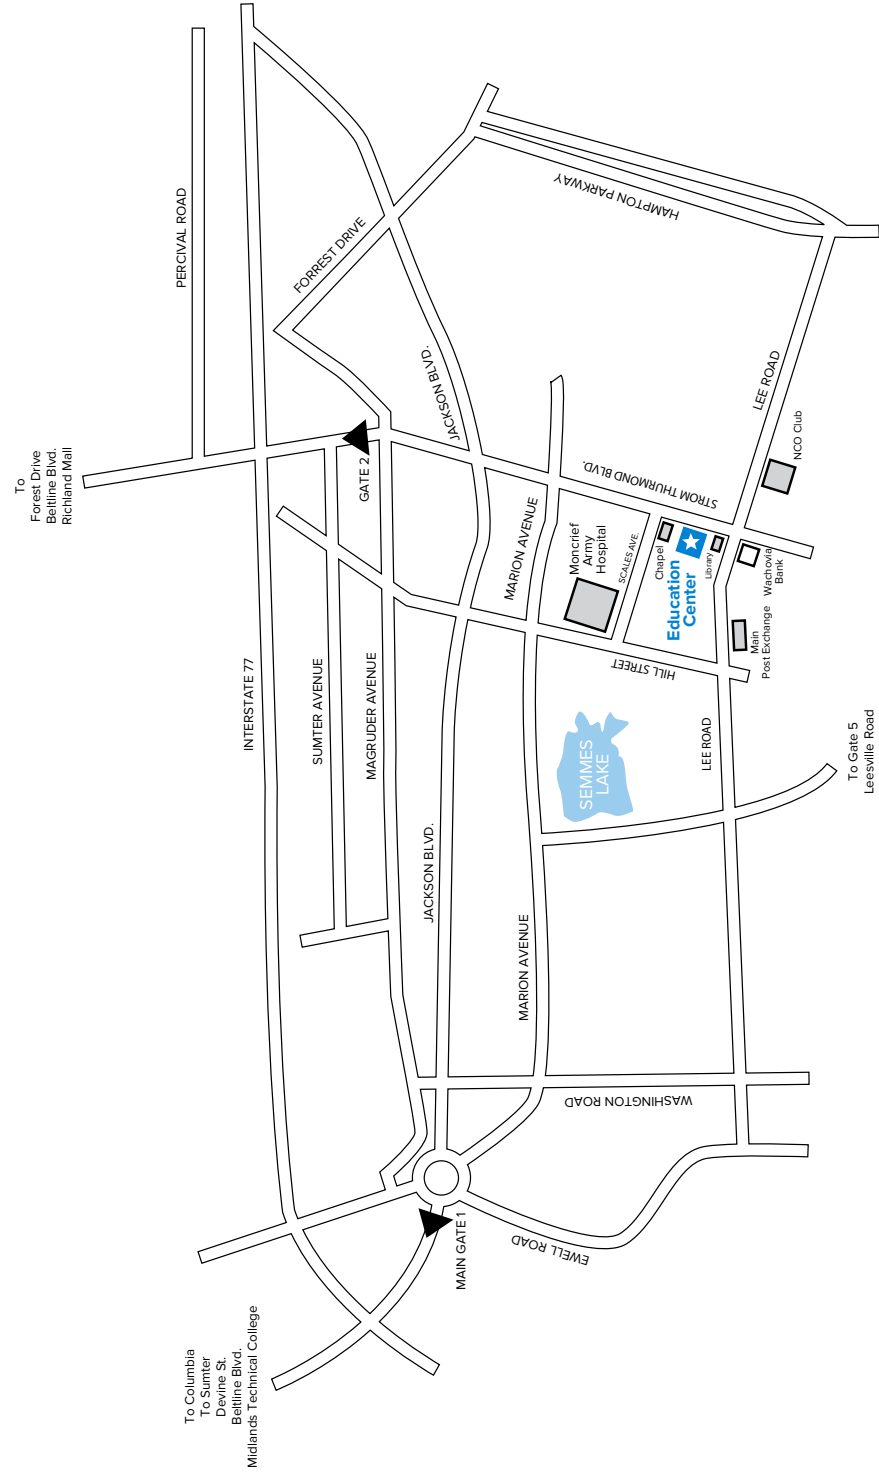 To
Forest Drive
Beltline Blvd.
Richland Mall
PERCIVAL ROAD
FORREST DRIVE
HAMPTON PARKWAY
JACKSON BLVD.
LEE ROAD
NCO Club
GATE 2
STROM THURMOND BLVD.
MARION AVENUE
Moncrief
Army
Hospital
SCALES AVE.
Chapel
Education
Center
Library
Wachovia
Bank
Main
Post Exchange
HILL STREET
INTERSTATE 77
SUMTER AVENUE
MAGRUDER AVENUE
SEMMES
LAKE
LEE ROAD
To Gate 5
Leesville Road
JACKSON BLVD.
MARION AVENUE
WASHINGTON ROAD
MAIN GATE 1
EWELL ROAD
To Columbia
To Sumter
Devine St.
Beltline Blvd.
Midlands Technical College